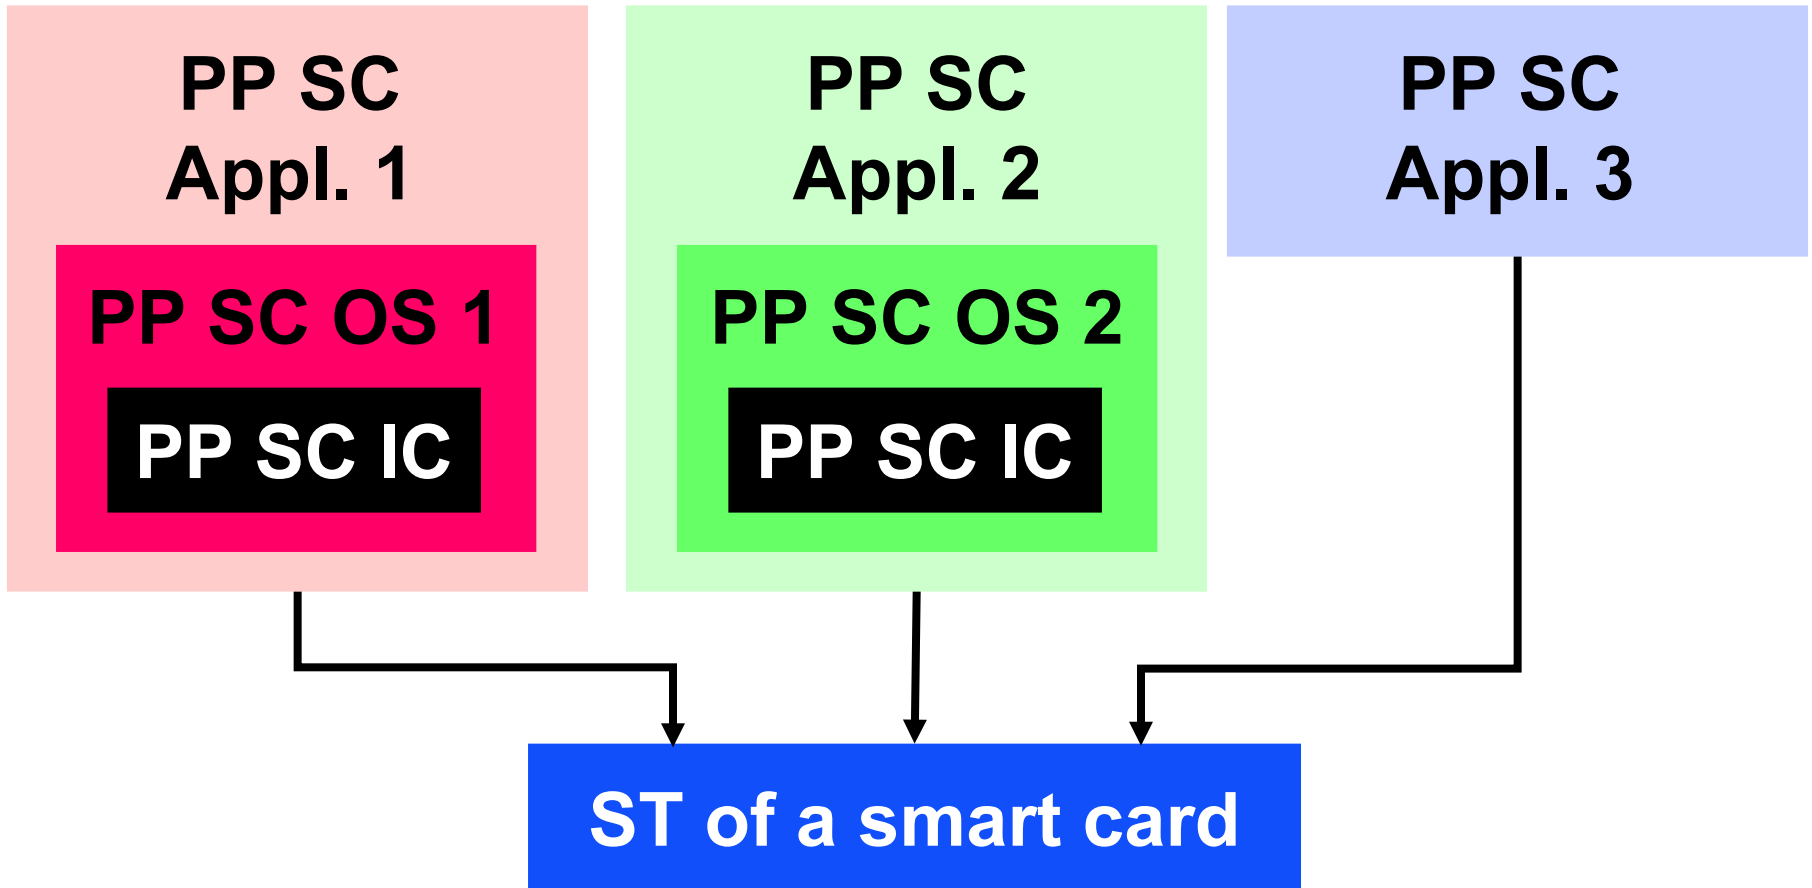 PP SC
Appl. 1
PP SC OS 1
PP SC IC
PP SC
Appl. 2
PP SC OS 2
PP SC IC
PP SC
Appl. 3
ST of a smart card